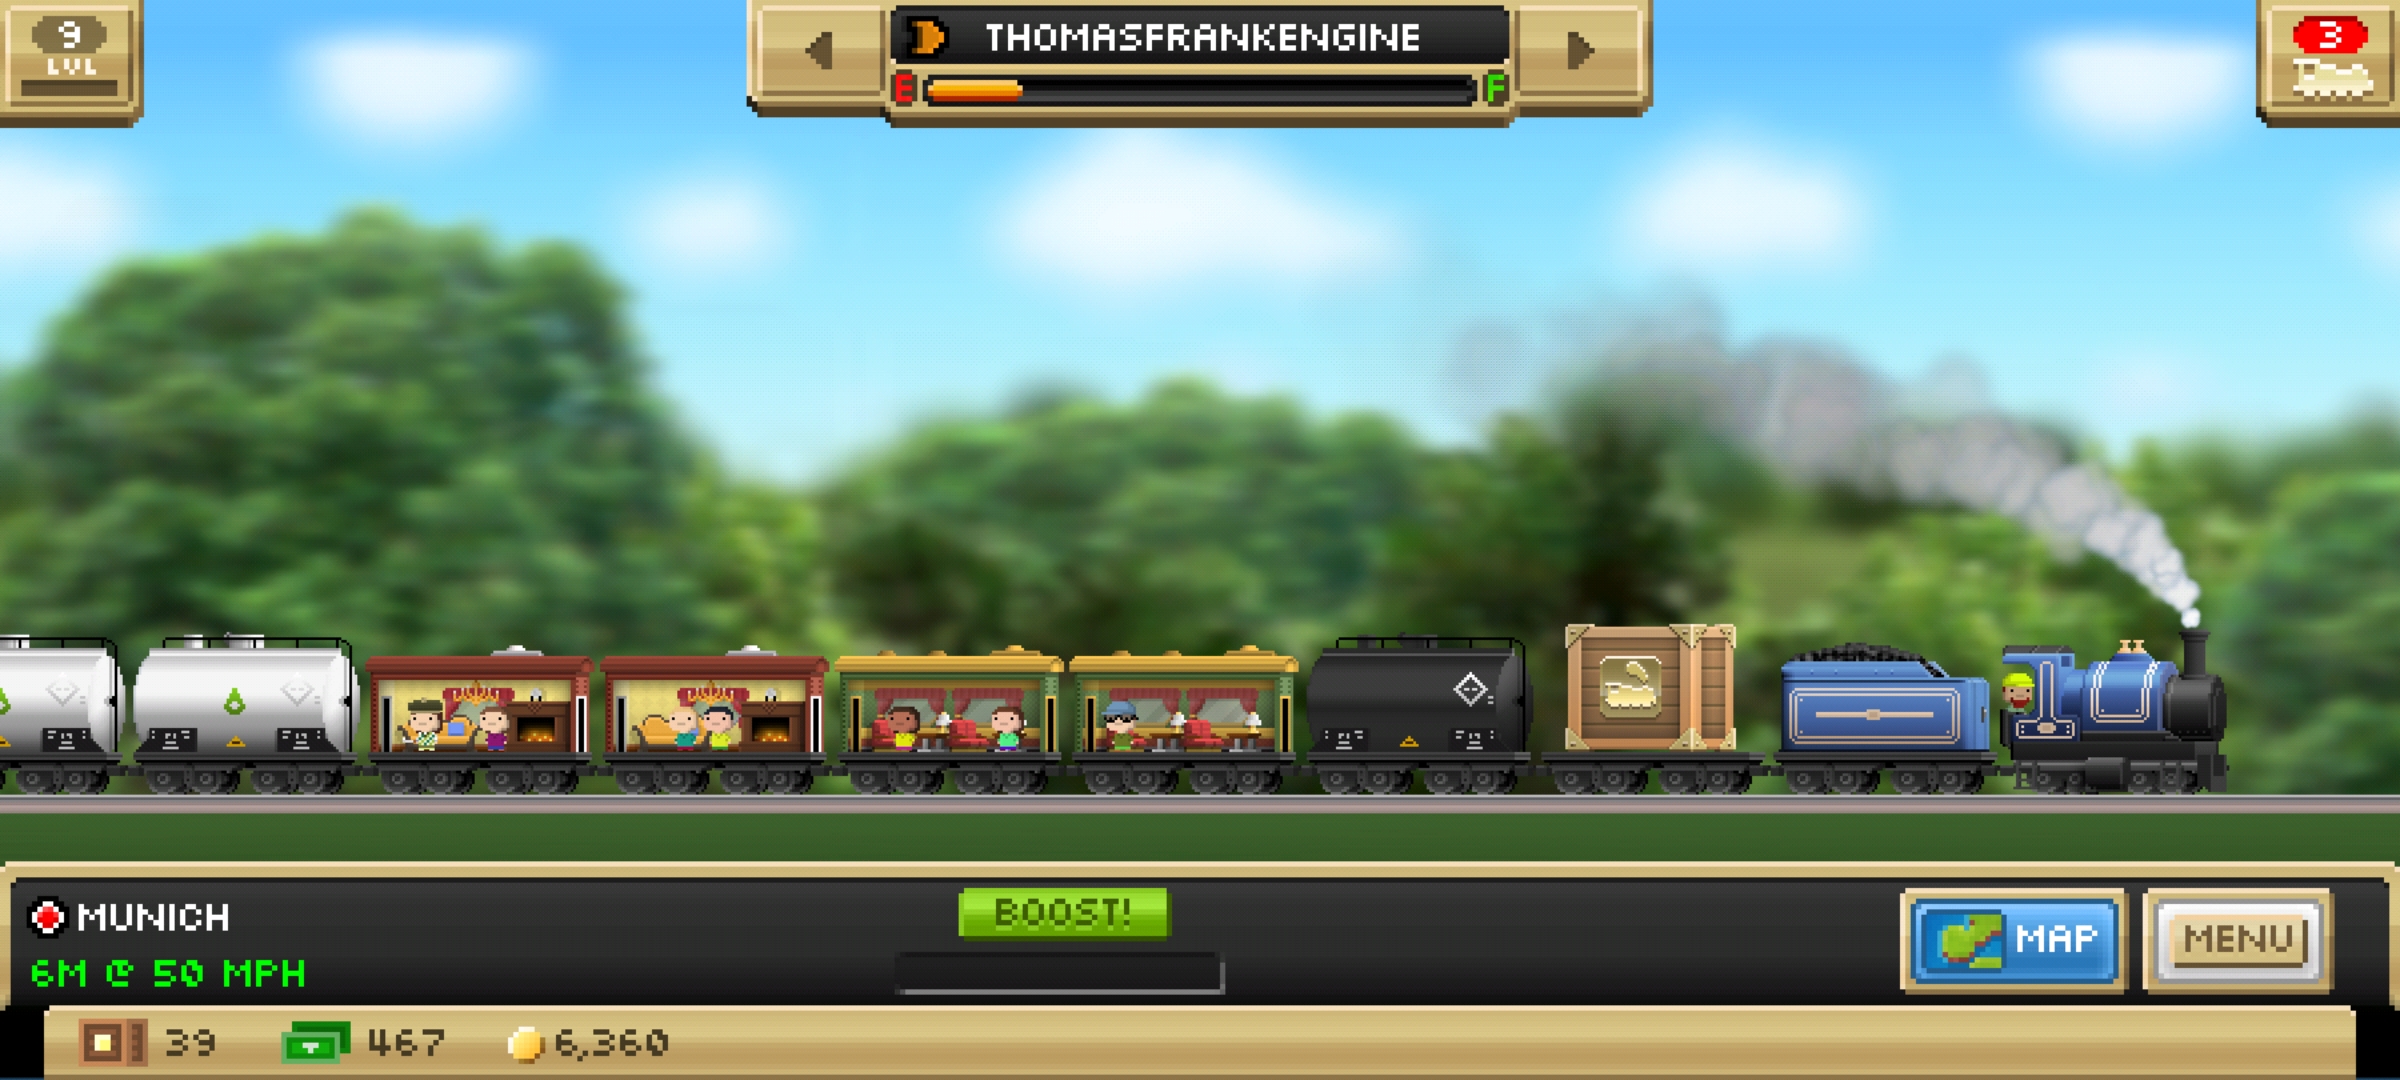 9
LVL
THOMASFRANKENGINE
E F
3
MUNICH
6M @ 50 MPH
BOOST!
MAP
MENU
39 467 6,360